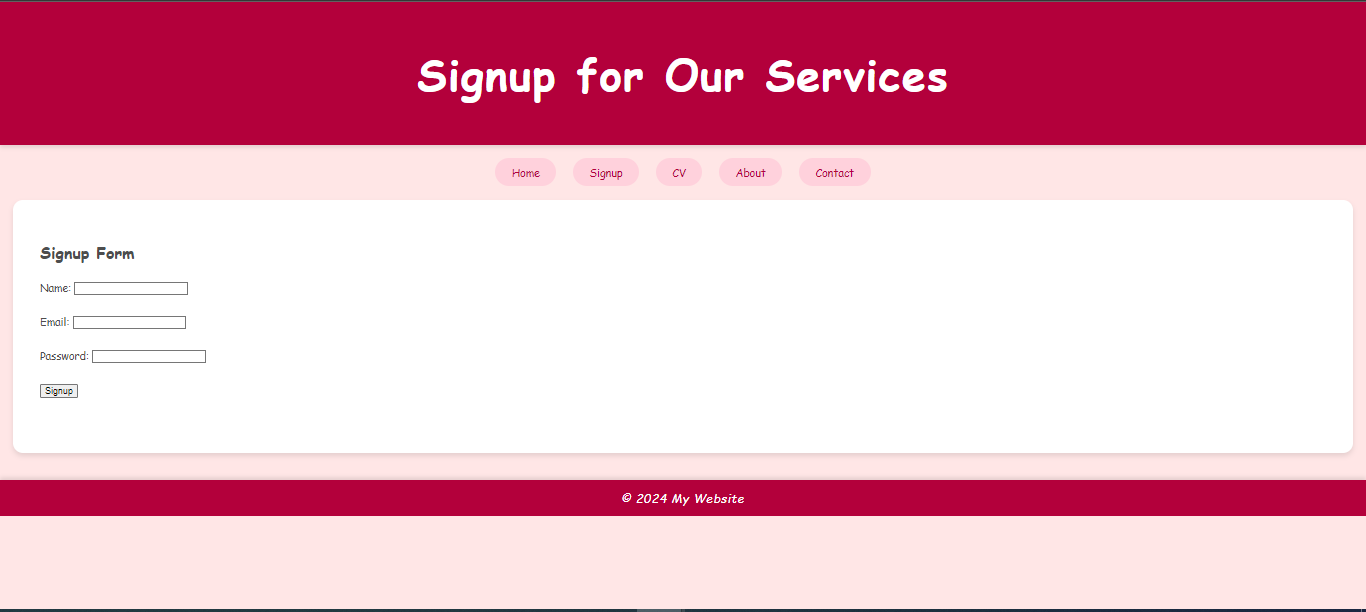 Signup for Our Services
Home Signup CV About Contact
Signup Form
Name:
Email:
Password:
Signup
© 2024 My Website